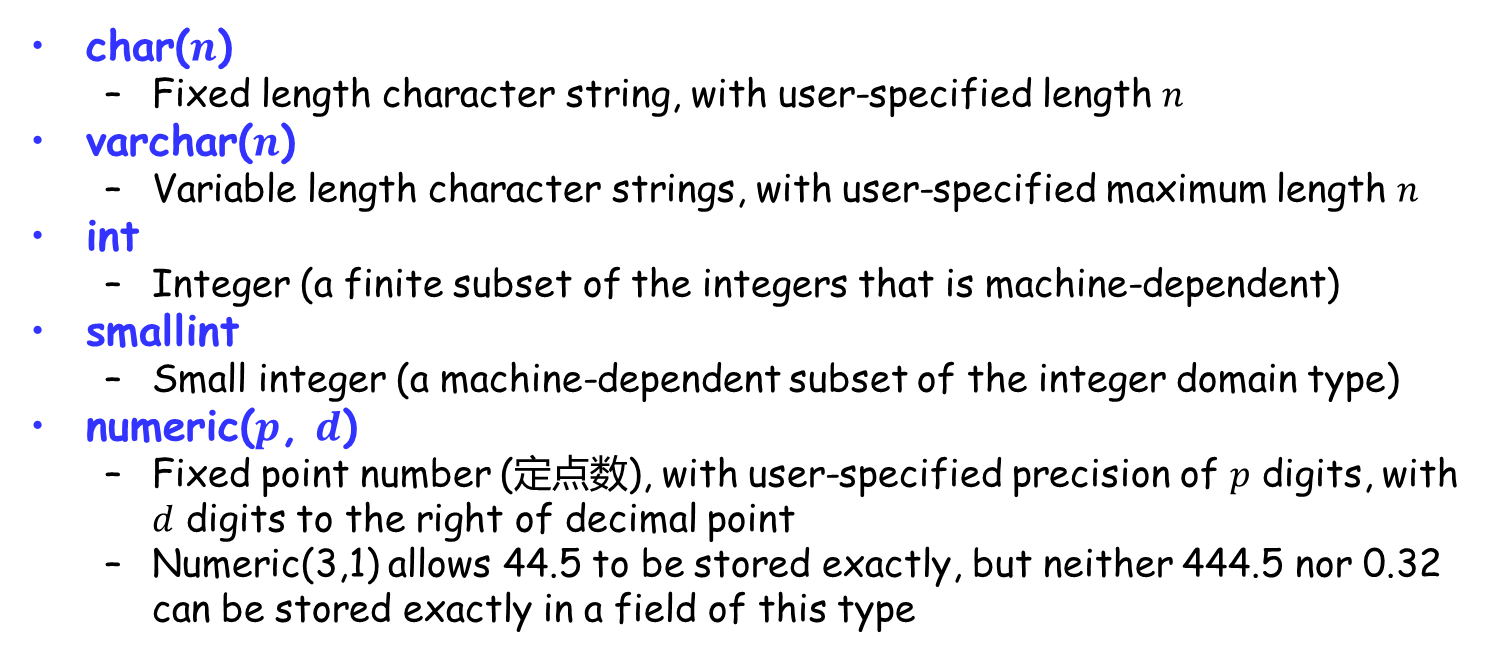 • char(n)
– Fixed length character string, with user-specified length n
• varchar(n)
– Variable length character strings, with user-specified maximum length n
• int
– Integer (a finite subset of the integers that is machine-dependent)
• smallint
– Small integer (a machine-dependent subset of the integer domain type)
• numeric(p, d)
– Fixed point number (定点数), with user-specified precision of p digits, with
d digits to the right of decimal point
– Numeric(3,1) allows 44.5 to be stored exactly, but neither 444.5 nor 0.32
can be stored exactly in a field of this type